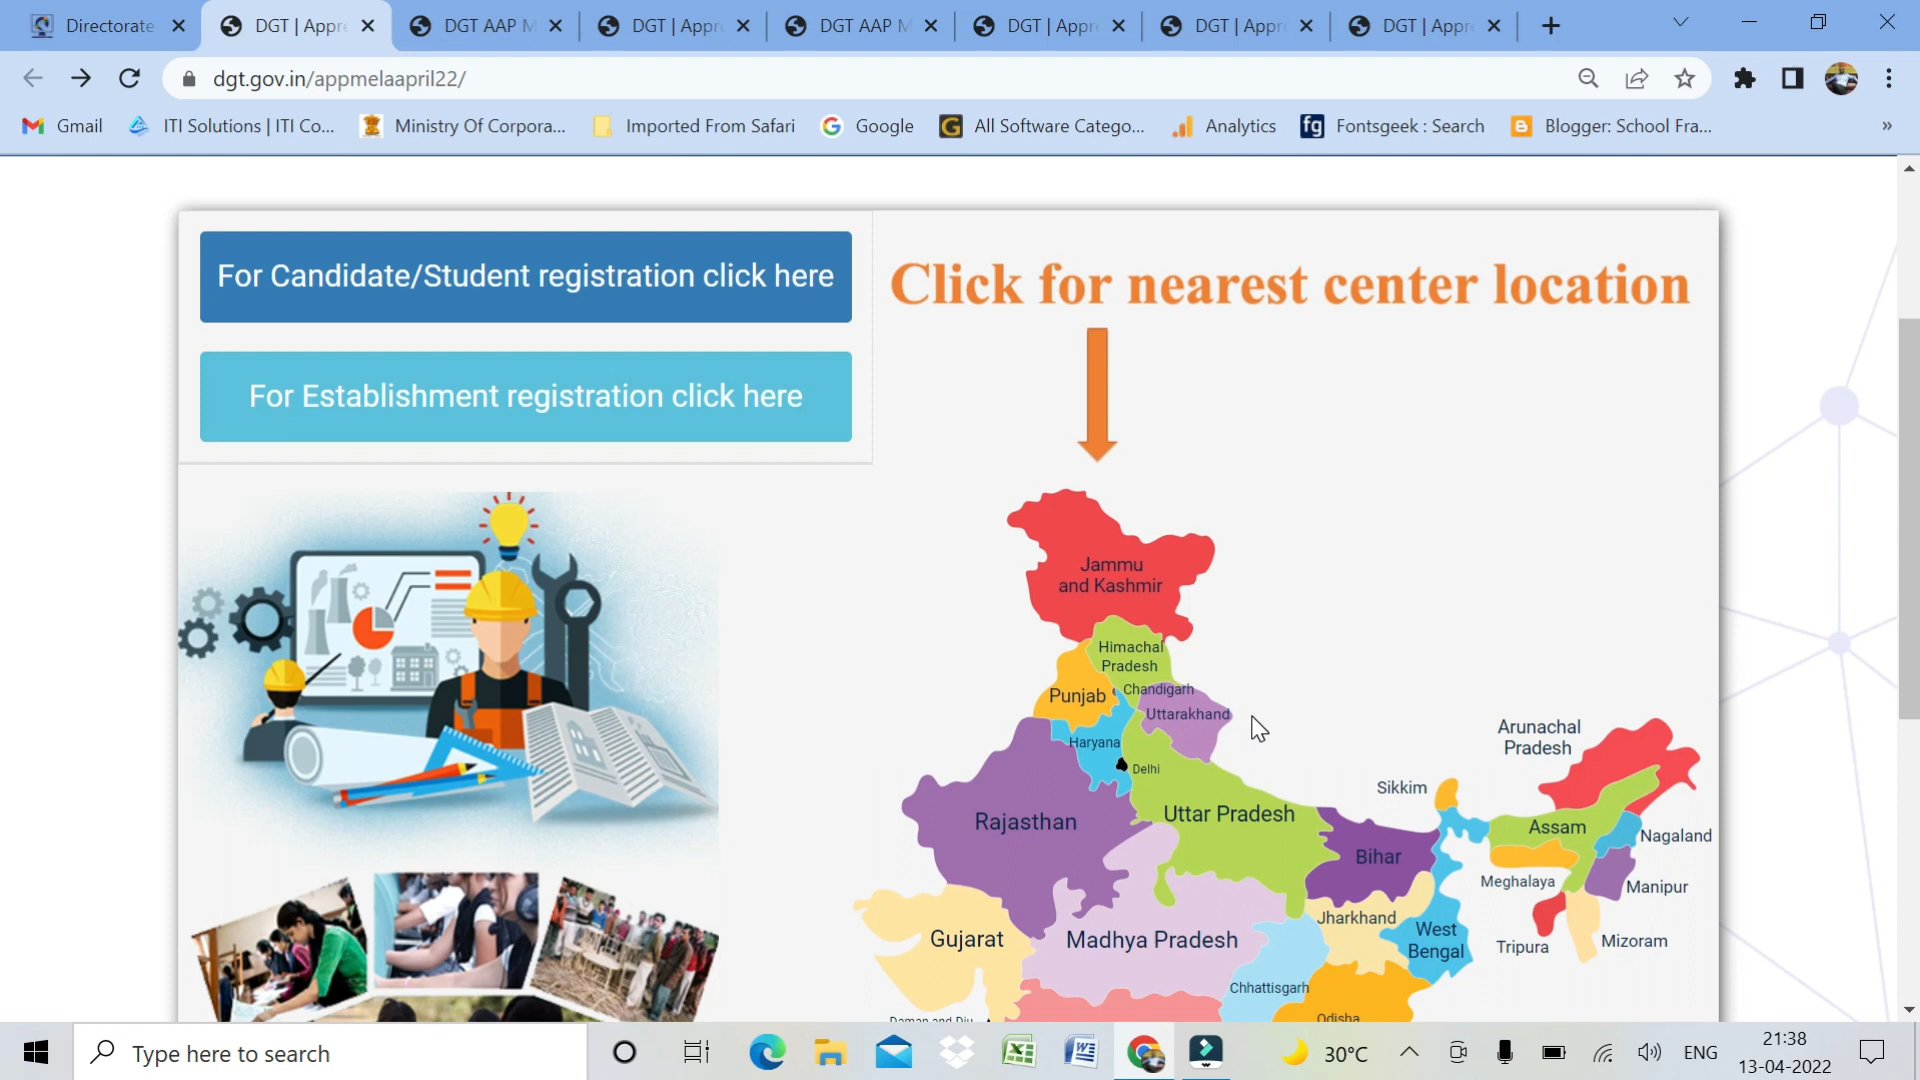 Directorate
DGT | Appre
DGT AAP M
DGT | Appr
DGT AAP M
DGT | Appr
DGT | Appr
DGT | Appr
dgt.gov.in/appmelaapril22/
Gmail
ITI Solutions | ITI Co...
Ministry Of Corpora...
Imported From Safari
Google
All Software Catego...
Analytics
fg
Fontsgeek : Search
Blogger: School Fra...
»
For Candidate/Student registration click here
Click for nearest center location
For Establishment registration click here
Jammu
and Kashmir
Himachal
Pradesh
Punjab
Chandigarh
Uttarakhand
Haryana
Delhi
Rajasthan
Uttar Pradesh
Bihar
Sikkim
Arunachal
Pradesh
Assam
Nagaland
Meghalaya
Manipur
Tripura
Mizoram
Gujarat
Madhya Pradesh
Jharkhand
West
Bengal
Chhattisgarh
Odisha
Daman and Diu
Type here to search
30°C
ENG
21:38
13-04-2022